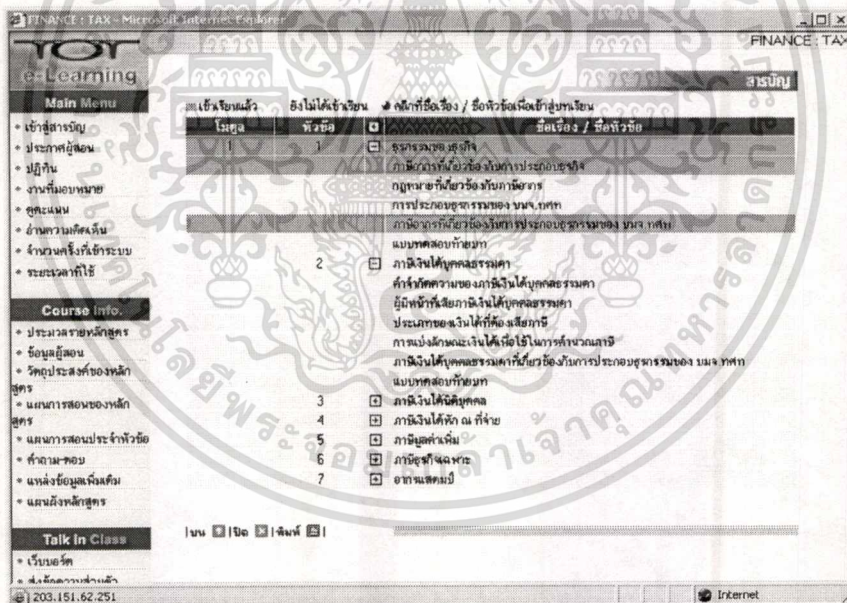 FINANCE : TAX - Microsoft Internet Explorer
FINANCE : TAX
TOT
e-Learning
สารบัญ
Main Menu
เข้าสู่สารบัญ
ประกาศผู้สอน
ปฏิทิน
งานที่มอบหมาย
ดูคะแนน
อ่านความคิดเห็น
จำนวนครั้งที่เข้าระบบ
ระยะเวลาที่ใช้
Course Info.
ประมวลรายหลักสูตร
ข้อมูลผู้สอน
วัตถุประสงค์ของหลัก
สูตร
แผนการสอนของหลัก
สูตร
แผนการสอนประจำหัวข้อ
คำถาม-ตอบ
แหล่งข้อมูลเพิ่มเติม
แผนผังหลักสูตร
Talk In Class
เว็บบอร์ด
ส่งข้อความส่วนตัว
เข้าเรียนแล้ว ยังไม่ได้เข้าเรียน คลิกที่ชื่อเรื่อง / ชื่อหัวข้อเพื่อเข้าสู่บทเรียน
โมดูล หัวข้อ ชื่อเรื่อง / ชื่อหัวข้อ
1 1 ธุรกรรมของธุรกิจ
ภาษีอากรที่เกี่ยวข้องกับการประกอบธุรกิจ
กฎหมายที่เกี่ยวข้องกับภาษีอากร
การประกอบธุรกรรมของ บมจ.ทศท
ภาษีอากรที่เกี่ยวข้องกับการประกอบธุรกรรมของ บมจ ทศท
แบบทดสอบท้ายบท
2 ภาษีเงินได้บุคคลธรรมดา
คำจำกัดความของภาษีเงินได้บุคคลธรรมดา
ผู้มีหน้าที่เสียภาษีเงินได้บุคคลธรรมดา
ประเภทของเงินได้ที่ต้องเสียภาษี
การแบ่งลักษณะเงินได้เพื่อใช้ในการคำนวณภาษี
ภาษีเงินได้บุคคลธรรมดาที่เกี่ยวข้องกับการประกอบธุรกรรมของ บมจ ทศท
แบบทดสอบท้ายบท
3 ภาษีเงินได้นิติบุคคล
4 ภาษีเงินได้หัก ณ ที่จ่าย
5 ภาษีมูลค่าเพิ่ม
6 ภาษีธุรกิจเฉพาะ
7 อากรแสตมป์
|บน |ปิด |พิมพ์ |
203.151.62.251
Internet